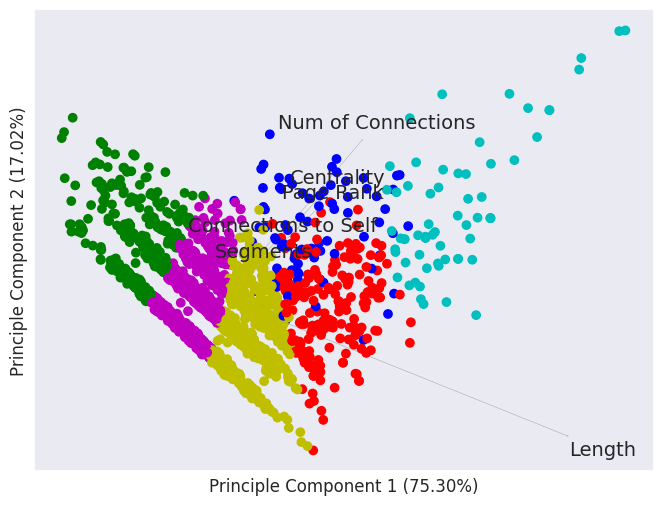 Num of Connections
Centrality
Page Rank
Connections to Self
Segments
Length
Principle Component 2 (17.02%)
Principle Component 1 (75.30%)